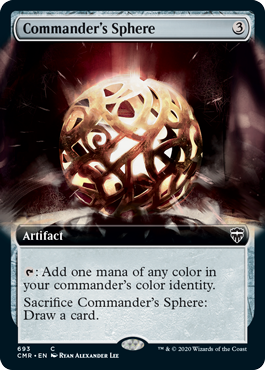 Commander's Sphere 3
Artifact
: Add one mana of any color in
your commander's color identity.
Sacrifice Commander's Sphere:
Draw a card.
693 C
CMR • EN Ryan Alexander Lee
™ & © 2020 Wizards of the Coast